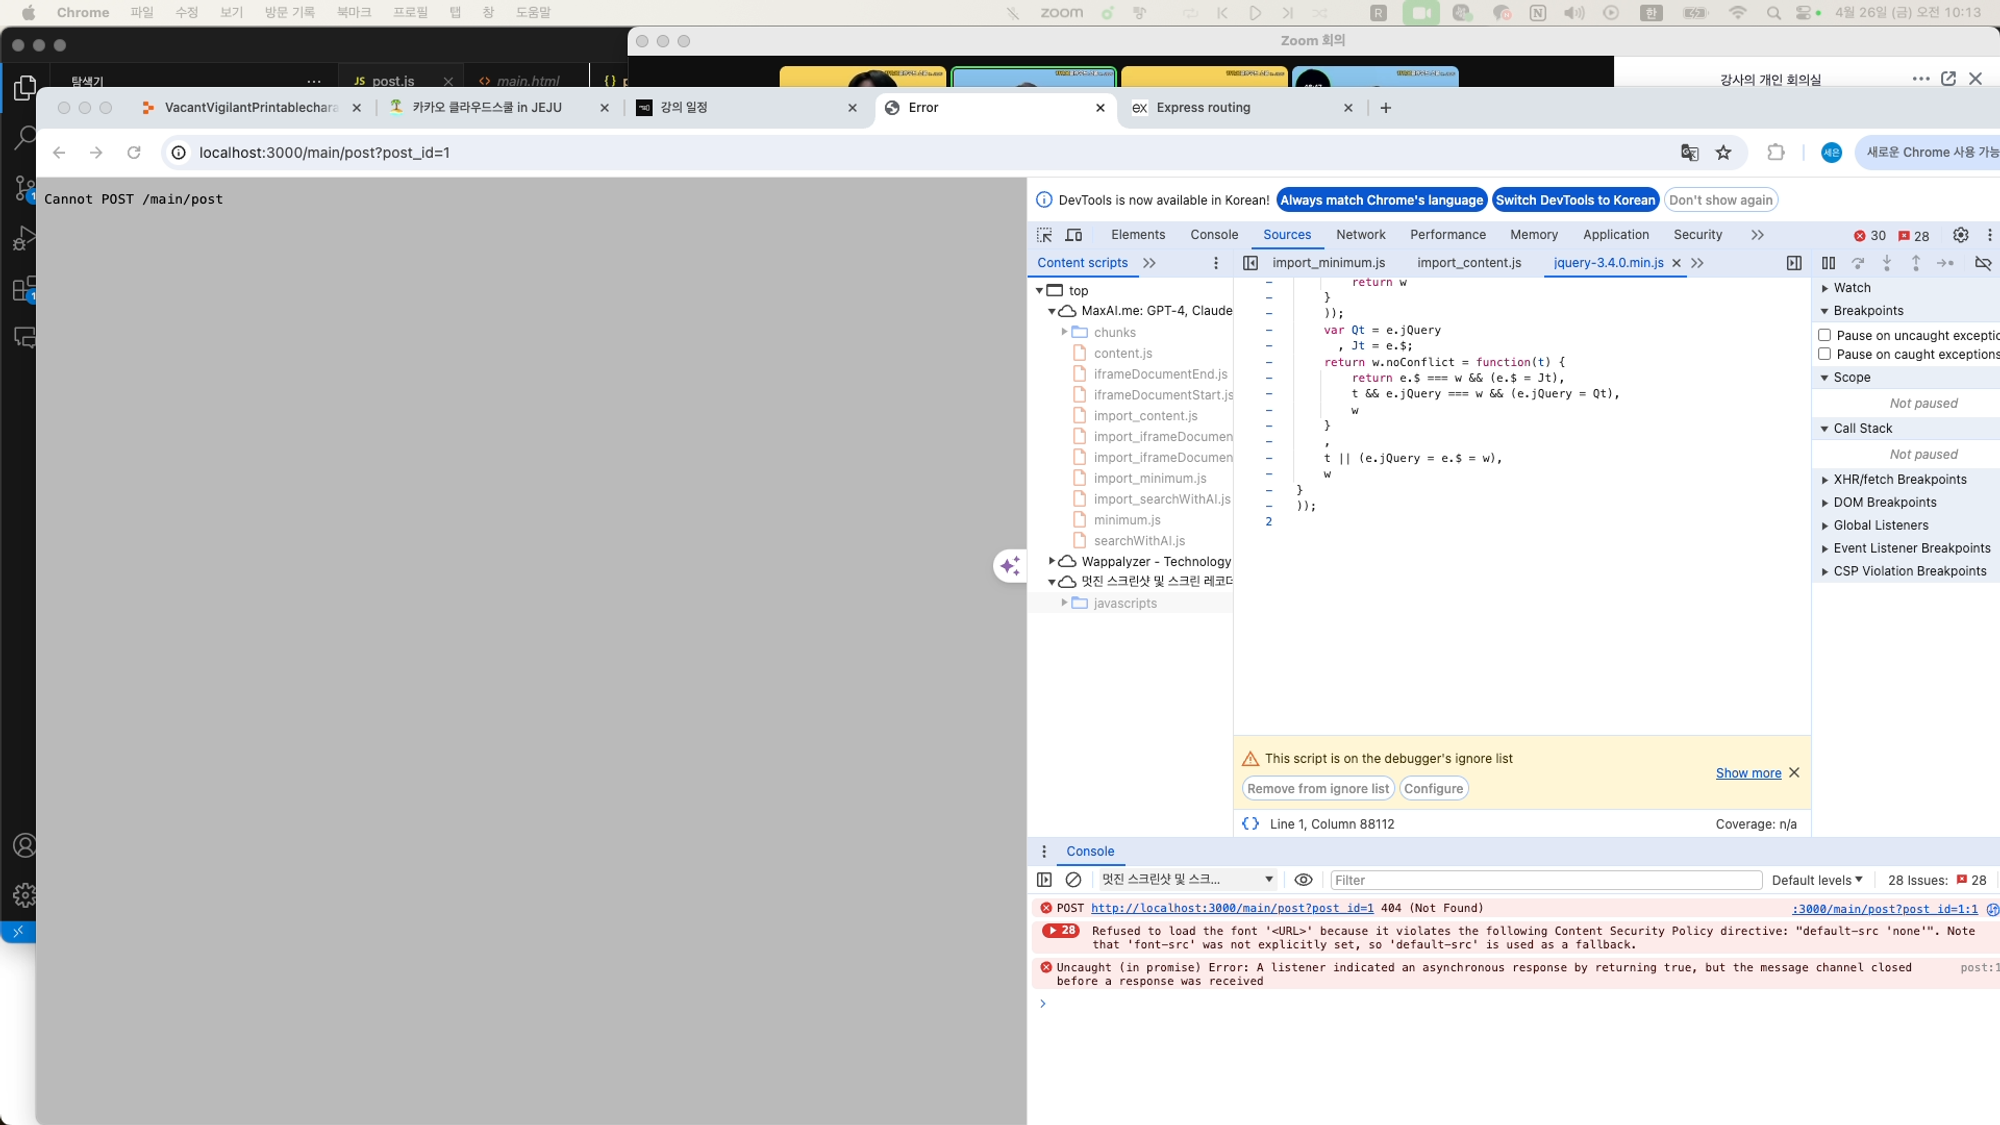 Chrome 파일 수정 보기 방문 기록 북마크 프로필 탭 창 도움말 zoom 한 4월 26일 (금) 오전 10:13
Zoom 회의
탐색기 ··· JS post.js <> main.html {} p
강사의 개인 회의실 ···
VacantVigilantPrintablechara
카카오 클라우드스쿨 in JEJU
강의 일정
Error
ex Express routing
localhost:3000/main/post?post_id=1
세은
새로운 Chrome 사용 가능
Cannot POST /main/post
DevTools is now available in Korean! Always match Chrome's language Switch DevTools to Korean Don't show again
Elements Console Sources Network Performance Memory Application Security 30 28
Content scripts import_minimum.js import_content.js jquery-3.4.0.min.js
top
MaxAI.me: GPT-4, Claude
chunks
content.js
iframeDocumentEnd.js
iframeDocumentStart.js
import_content.js
import_iframeDocumen
import_iframeDocumen
import_minimum.js
import_searchWithAI.js
minimum.js
searchWithAI.js
Wappalyzer - Technology
멋진 스크린샷 및 스크린 레코더
javascripts
return w
}
));
var Qt = e.jQuery
, Jt = e.$;
return w.noConflict = function(t) {
return e.$ === w && (e.$ = Jt),
t && e.jQuery === w && (e.jQuery = Qt),
w
}
,
t || (e.jQuery = e.$ = w),
w
}
));
2
This script is on the debugger's ignore list
Remove from ignore list Configure
Show more
{} Line 1, Column 88112 Coverage: n/a
Watch
Breakpoints
Pause on uncaught exceptio
Pause on caught exceptions
Scope
Not paused
Call Stack
Not paused
XHR/fetch Breakpoints
DOM Breakpoints
Global Listeners
Event Listener Breakpoints
CSP Violation Breakpoints
Console
멋진 스크린샷 및 스크... Filter Default levels 28 Issues: 28
POST http://localhost:3000/main/post?post_id=1 404 (Not Found) :3000/main/post?post_id=1:1
28 Refused to load the font '<URL>' because it violates the following Content Security Policy directive: "default-src 'none'". Note
that 'font-src' was not explicitly set, so 'default-src' is used as a fallback.
Uncaught (in promise) Error: A listener indicated an asynchronous response by returning true, but the message channel closed post:1
before a response was received